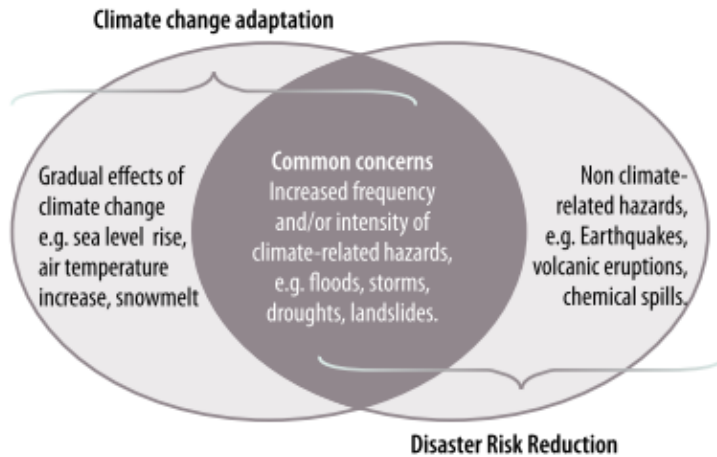 Climate change adaptation
Gradual effects of
climate change
e.g. sea level rise,
air temperature
increase, snowmelt
Common concerns
Increased frequency
and/or intensity of
climate-related hazards,
e.g. floods, storms,
droughts, landslides.
Non climate-
related hazards,
e.g. Earthquakes,
volcanic eruptions,
chemical spills.
Disaster Risk Reduction